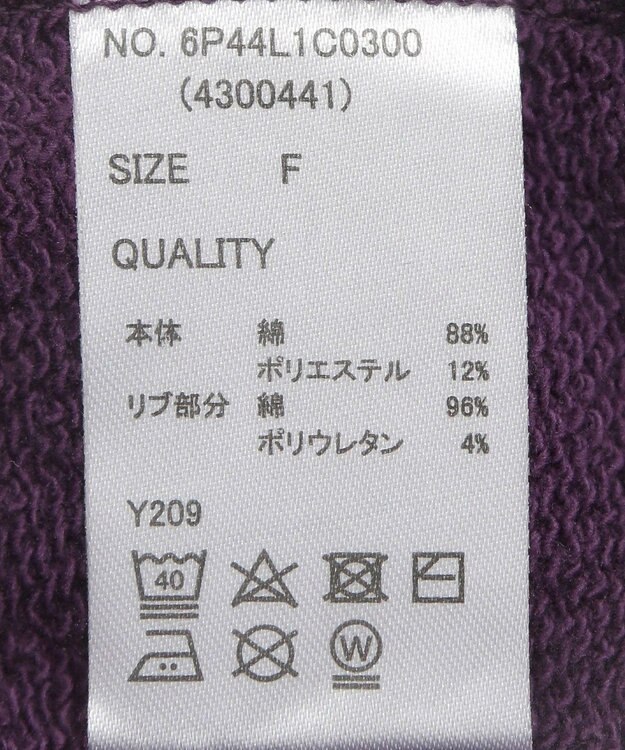 NO. 6P44L1C0300
(4300441)
SIZE F
QUALITY
本体 綿 88%
ポリエステル 12%
リブ部分 綿 96%
ポリウレタン 4%
Y209
40
W